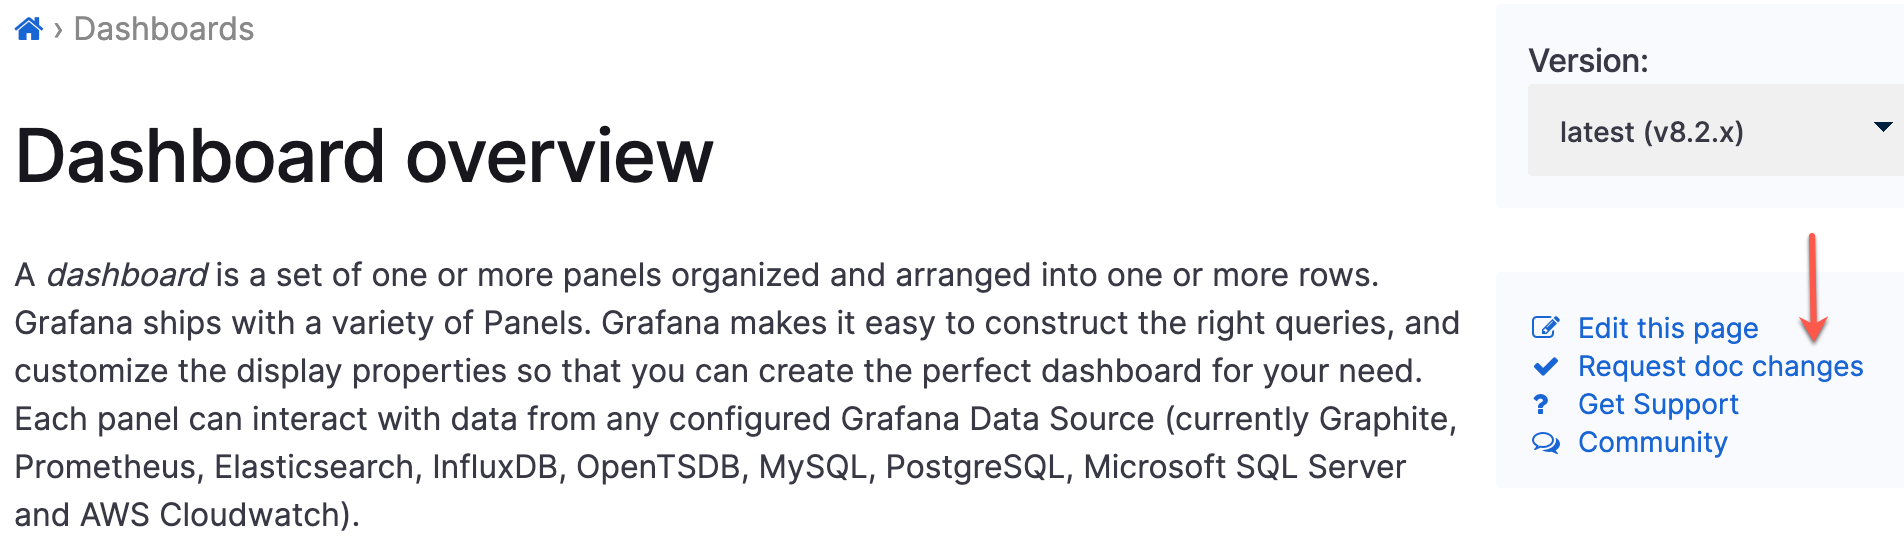 › Dashboards
Dashboard overview
A dashboard is a set of one or more panels organized and arranged into one or more rows.
Grafana ships with a variety of Panels. Grafana makes it easy to construct the right queries, and
customize the display properties so that you can create the perfect dashboard for your need.
Each panel can interact with data from any configured Grafana Data Source (currently Graphite,
Prometheus, Elasticsearch, InfluxDB, OpenTSDB, MySQL, PostgreSQL, Microsoft SQL Server
and AWS Cloudwatch).
Version:
latest (v8.2.x)
Edit this page
Request doc changes
? Get Support
Community